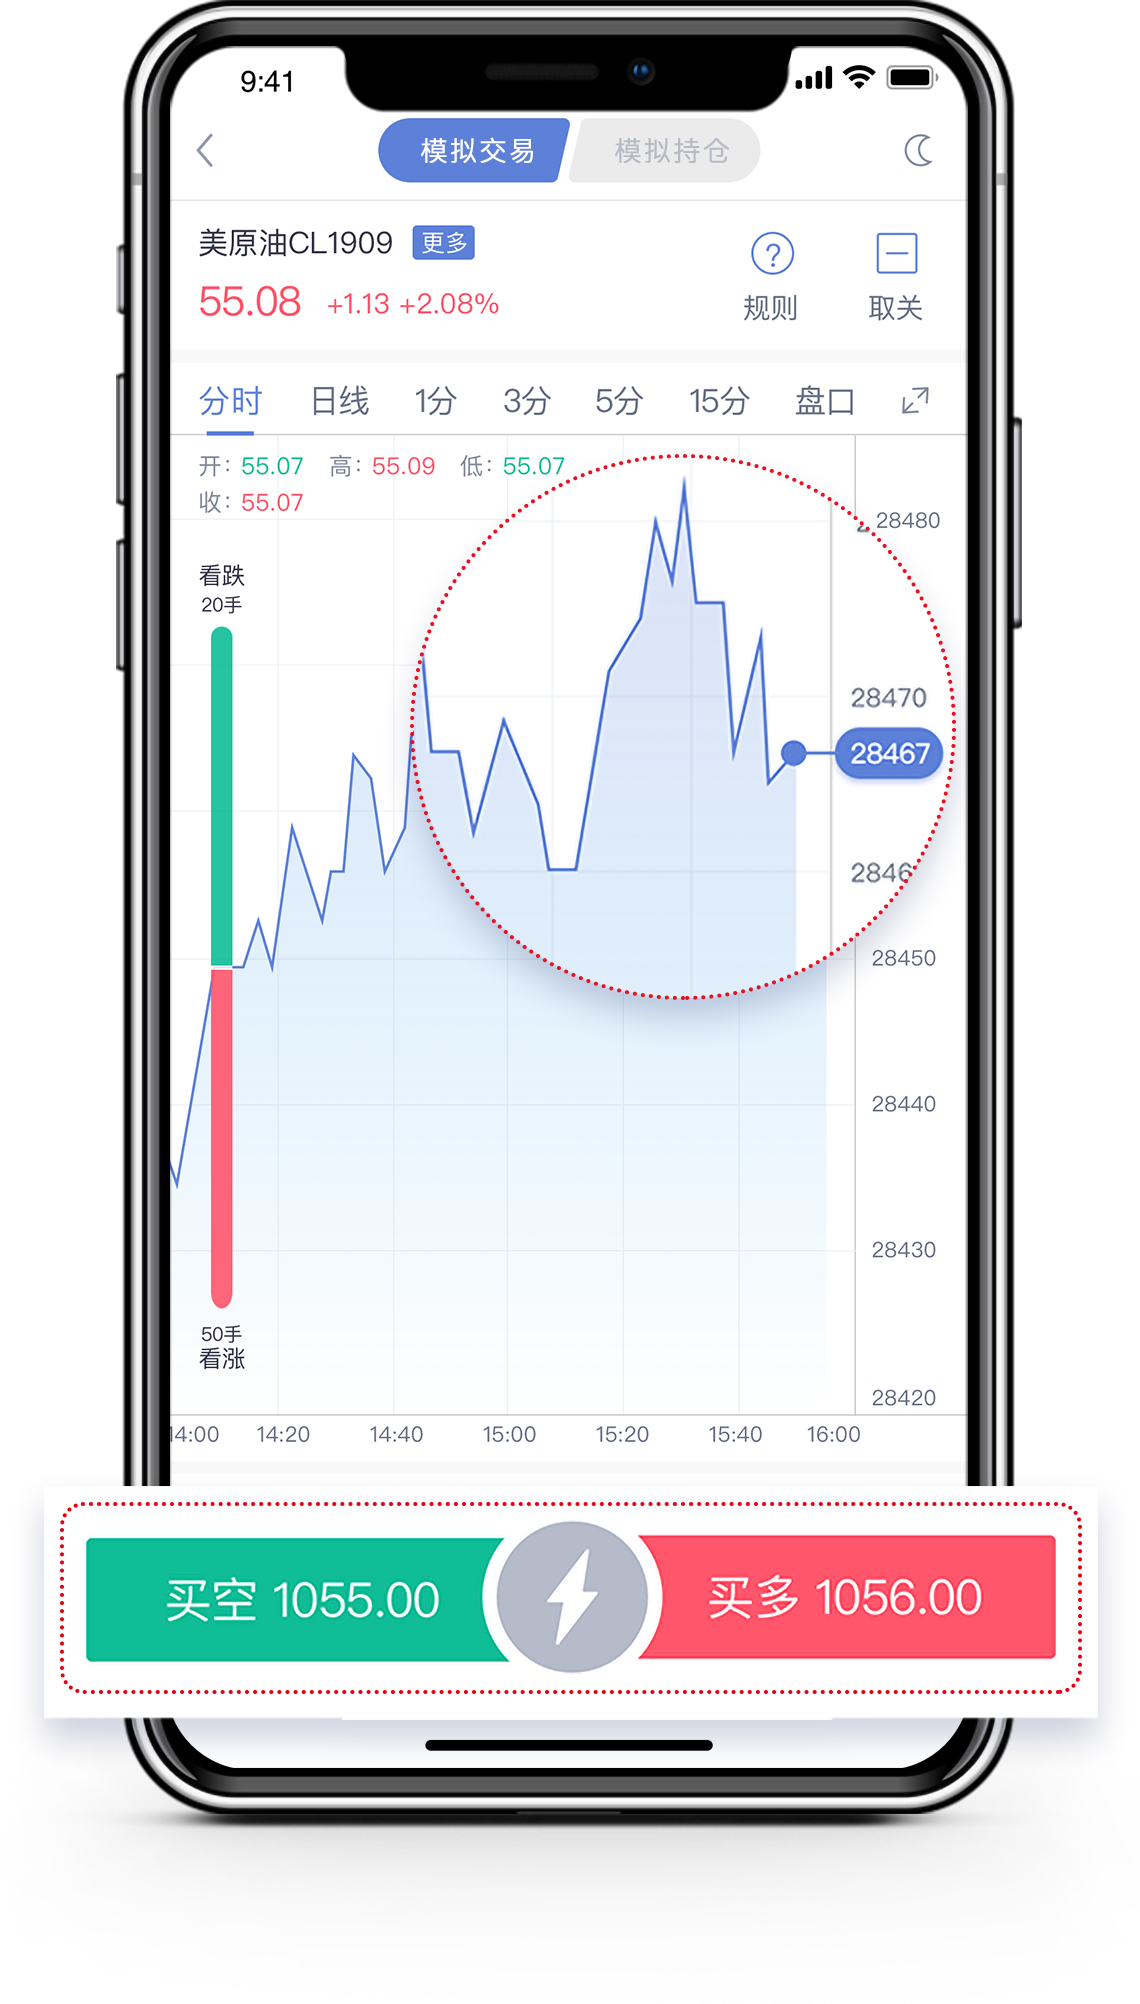 9:41
模拟交易 模拟持仓
美原油CL1909 更多
55.08 +1.13 +2.08%
规则 取关
分时 日线 1分 3分 5分 15分 盘口
开: 55.07 高: 55.09 低: 55.07
收: 55.07
28480
看跌
20手
28470
28467
2846
28450
28440
28430
50手
看涨
28420
14:00 14:20 14:40 15:00 15:20 15:40 16:00
买空 1055.00 买多 1056.00